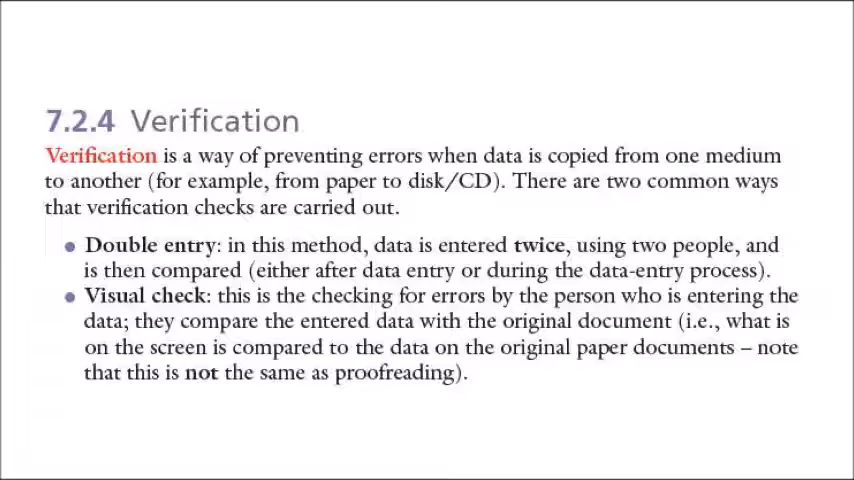 7.2.4 Verification
Verification is a way of preventing errors when data is copied from one medium
to another (for example, from paper to disk/CD). There are two common ways
that verification checks are carried out.
● Double entry: in this method, data is entered twice, using two people, and
is then compared (either after data entry or during the data-entry process).
● Visual check: this is the checking for errors by the person who is entering the
data; they compare the entered data with the original document (i.e., what is
on the screen is compared to the data on the original paper documents – note
that this is not the same as proofreading).